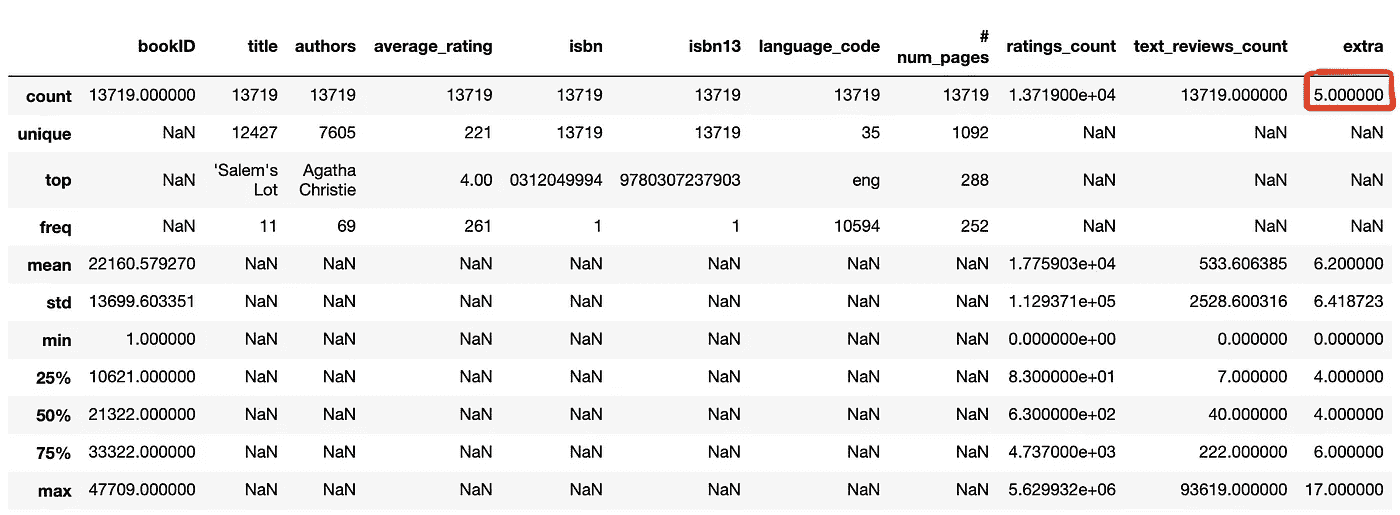 bookID title authors average_rating isbn isbn13 language_code # num_pages ratings_count text_reviews_count extra
count 13719.000000 13719 13719 13719 13719 13719 13719 13719 1.371900e+04 13719.000000 5.000000
unique NaN 12427 7605 221 13719 13719 35 1092 NaN NaN NaN
top NaN 'Salem's Lot Agatha Christie 4.00 0312049994 9780307237903 eng 288 NaN NaN NaN
freq NaN 11 69 261 1 1 10594 252 NaN NaN NaN
mean 22160.579270 NaN NaN NaN NaN NaN NaN NaN 1.775903e+04 533.606385 6.200000
std 13699.603351 NaN NaN NaN NaN NaN NaN NaN 1.129371e+05 2528.600316 6.418723
min 1.000000 NaN NaN NaN NaN NaN NaN NaN 0.000000e+00 0.000000 0.000000
25% 10621.000000 NaN NaN NaN NaN NaN NaN NaN 8.300000e+01 7.000000 4.000000
50% 21322.000000 NaN NaN NaN NaN NaN NaN NaN 6.300000e+02 40.000000 4.000000
75% 33322.000000 NaN NaN NaN NaN NaN NaN NaN 4.737000e+03 222.000000 6.000000
max 47709.000000 NaN NaN NaN NaN NaN NaN NaN 5.629932e+06 93619.000000 17.000000